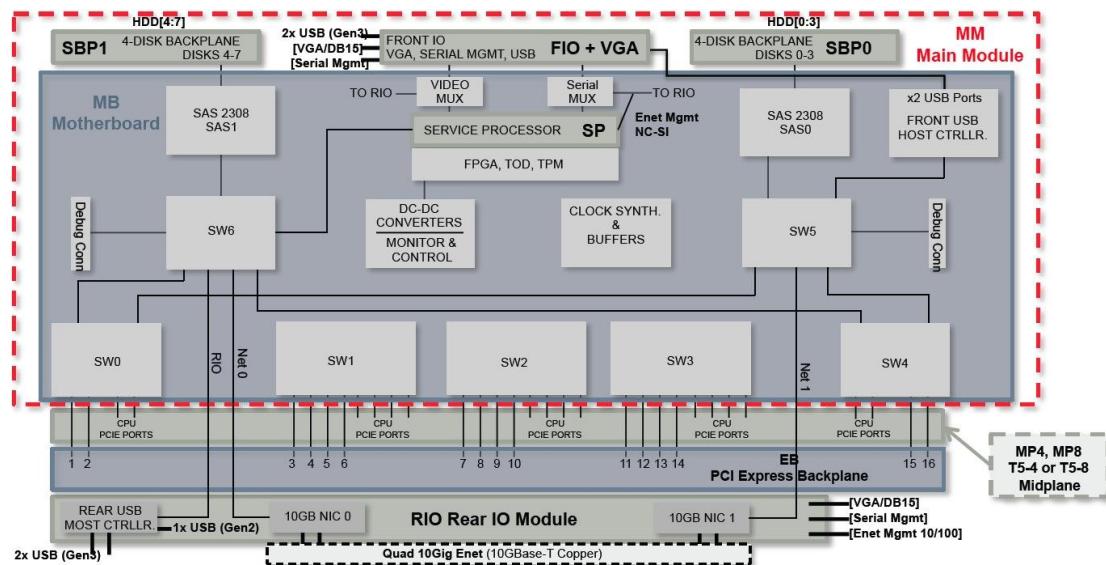 HDD[4:7]
HDD[0:3]
SBP1
4-DISK BACKPLANE
DISKS 4-7
2x USB (Gen3)
[VGA/DB15]
[Serial Mgmt]
FRONT IO
VGA, SERIAL MGMT, USB
FIO + VGA
4-DISK BACKPLANE
DISKS 0-3
SBP0
MM
Main Module
MB
Motherboard
TO RIO
VIDEO
MUX
Serial
MUX
TO RIO
SAS 2308
SAS1
SERVICE PROCESSOR
SP
Enet Mgmt
NC-SI
SAS 2308
SAS0
x2 USB Ports
FRONT USB
HOST CTRLLR.
FPGA, TOD, TPM
Debug Conn
SW6
DC-DC
CONVERTERS
MONITOR &
CONTROL
CLOCK SYNTH.
&
BUFFERS
SW5
Debug Conn
SW0
RIO
Net 0
SW1
SW2
SW3
Net 1
SW4
CPU
PCIE PORTS
CPU
PCIE PORTS
CPU
PCIE PORTS
CPU
PCIE PORTS
CPU
PCIE PORTS
1 2 3 4 5 6 7 8 9 10 11 12 13 14 15 16
EB
PCI Express Backplane
MP4, MP8
T5-4 or T5-8
Midplane
REAR USB
MOST CTRLLR.
1x USB (Gen2)
2x USB (Gen3)
10GB NIC 0
RIO Rear IO Module
10GB NIC 1
[VGA/DB15]
[Serial Mgmt]
[Enet Mgmt 10/100]
Quad 10Gig Enet (10GBase-T Copper)